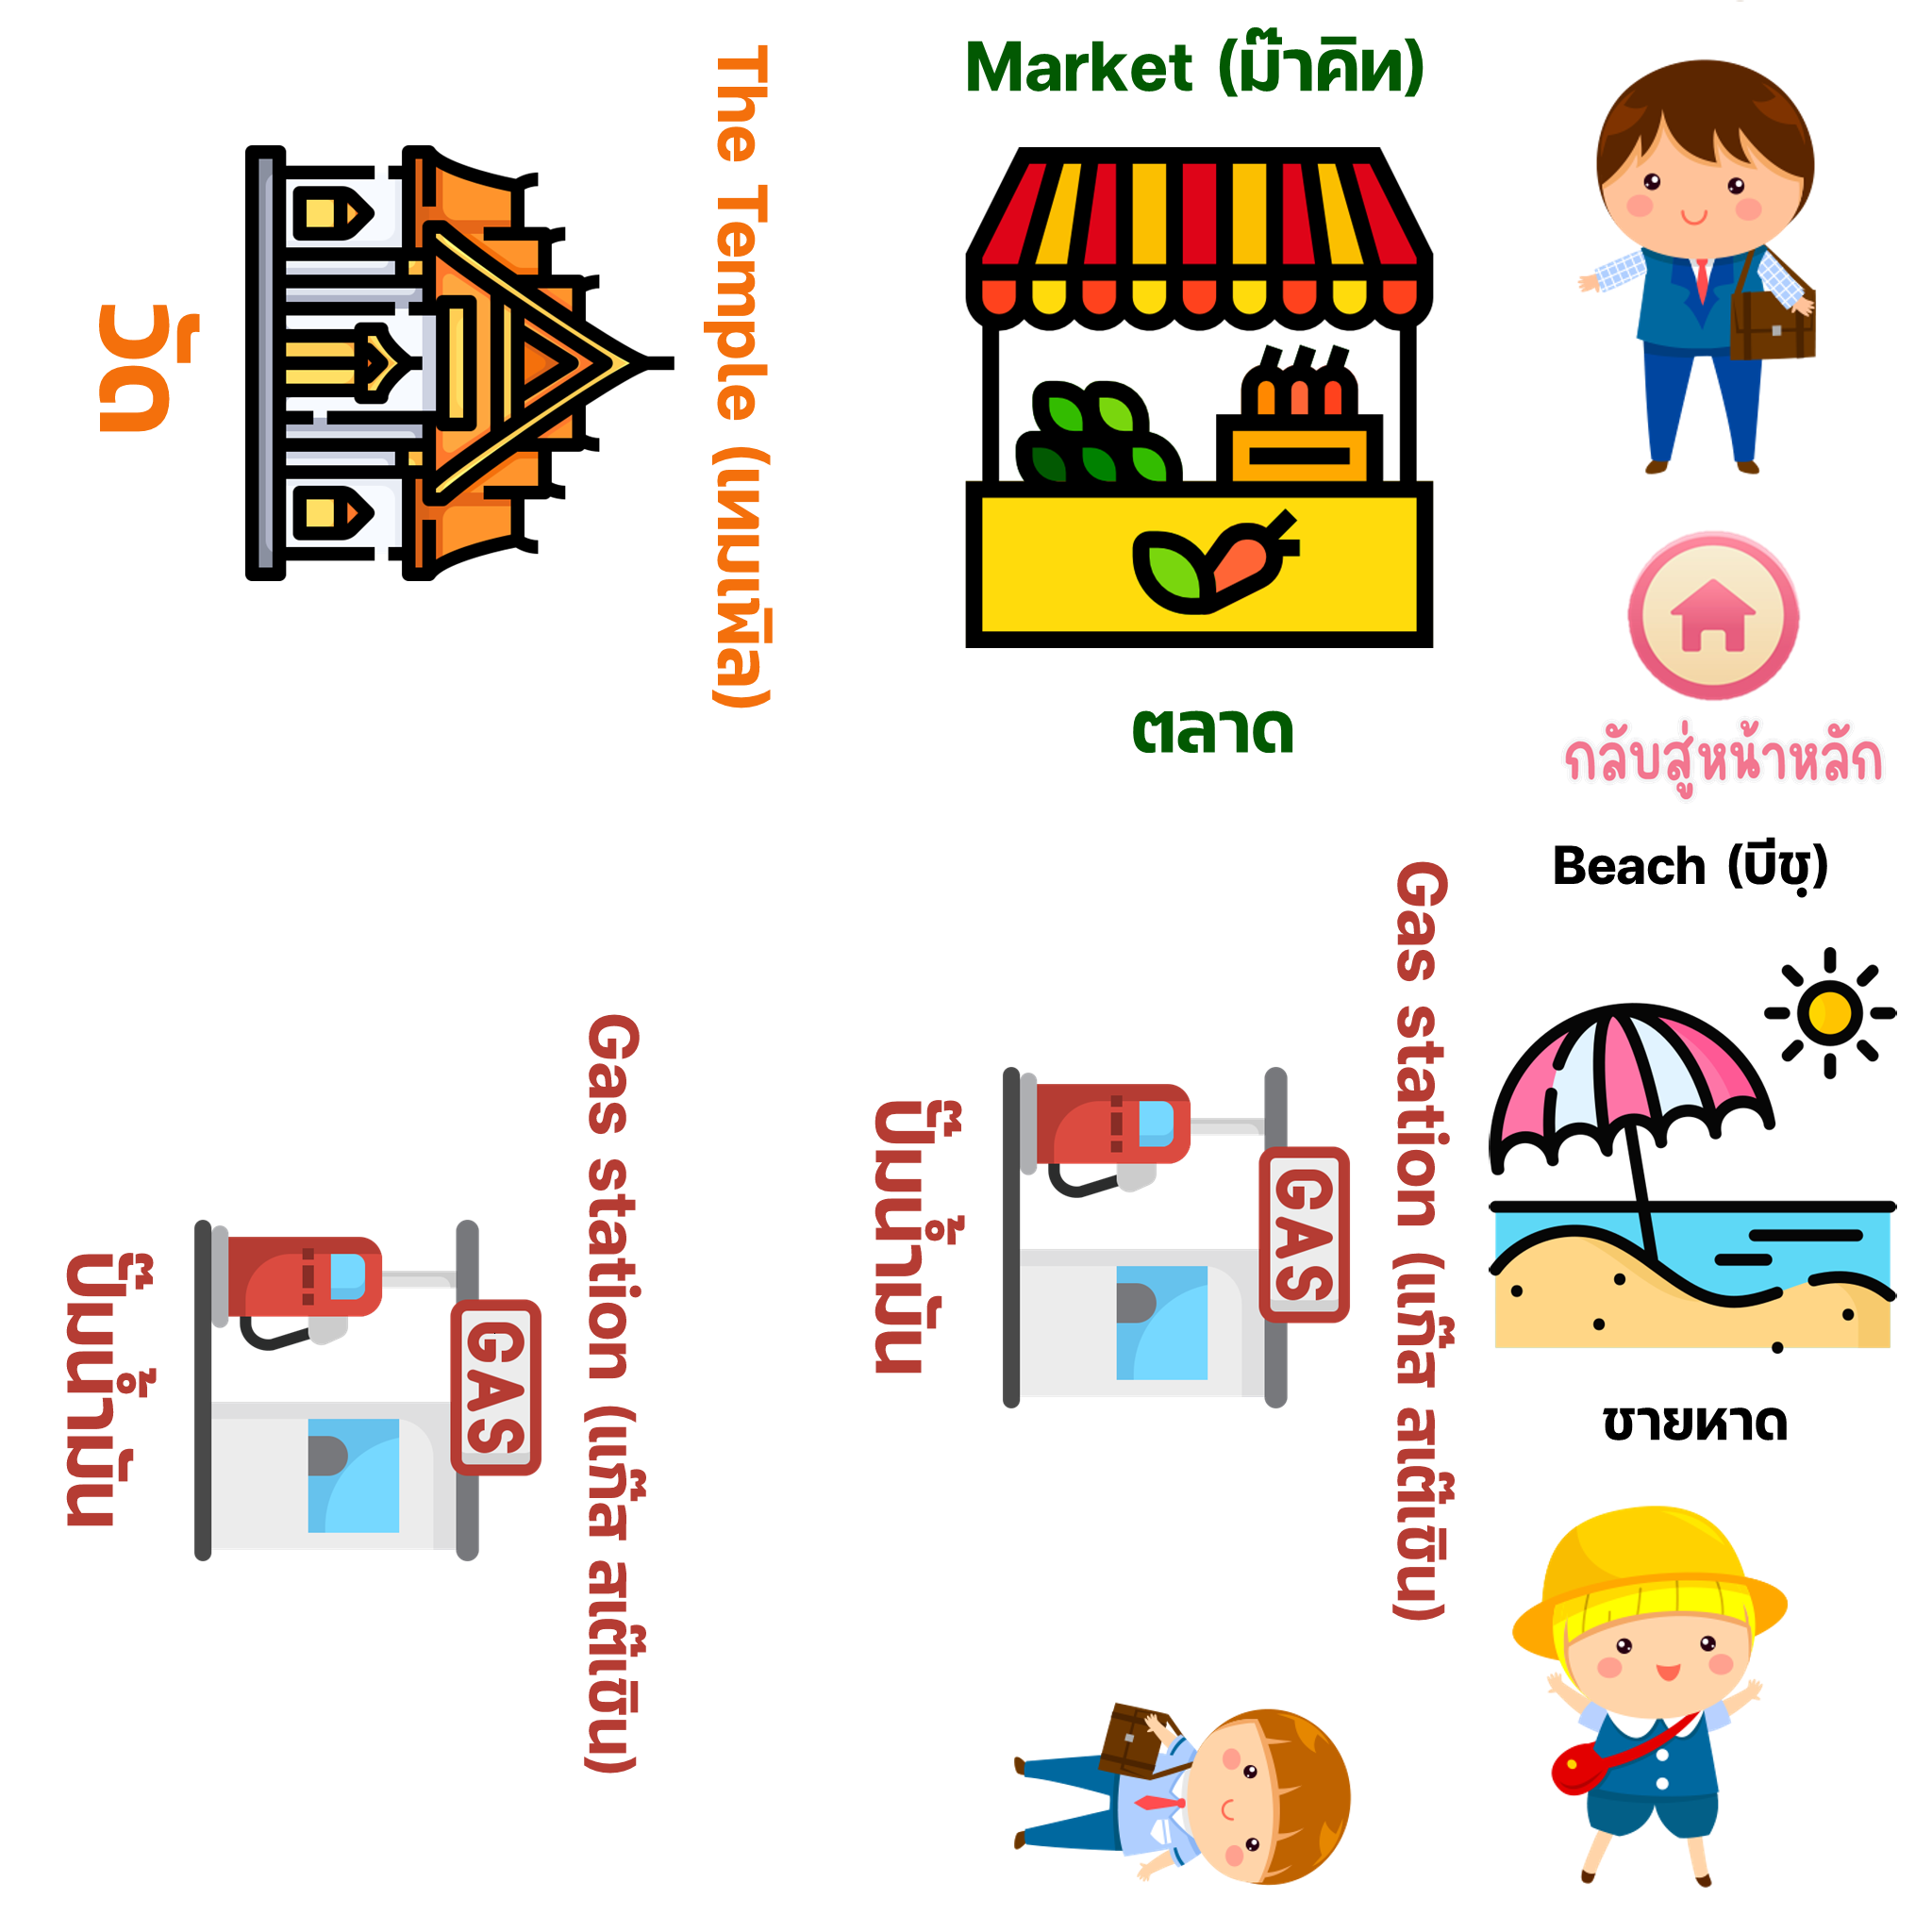 The Temple (เทมเพิล)
วัด
Market (ม๊าคิท)
ตลาด
กลับสู่หน้าหลัก
Beach (บีชฺ)
ชายหาด
Gas station (แก๊ส สเต๊ชิน)
GAS
ปั๊มน้ำมัน
Gas station (แก๊ส สเต๊ชิน)
GAS
ปั๊มน้ำมัน